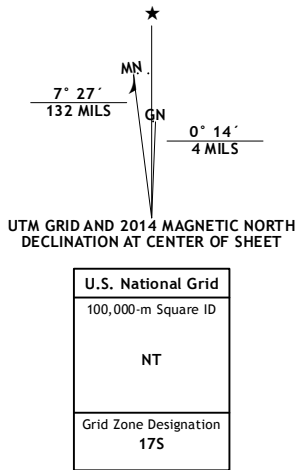 ★
MN
7° 27´
132 MILS
GN
0° 14´
4 MILS
UTM GRID AND 2014 MAGNETIC NORTH
DECLINATION AT CENTER OF SHEET
U.S. National Grid
100,000-m Square ID
NT
Grid Zone Designation
17S